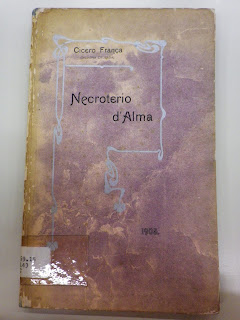 Cicero França
Necroterio
d'Alma
1906.